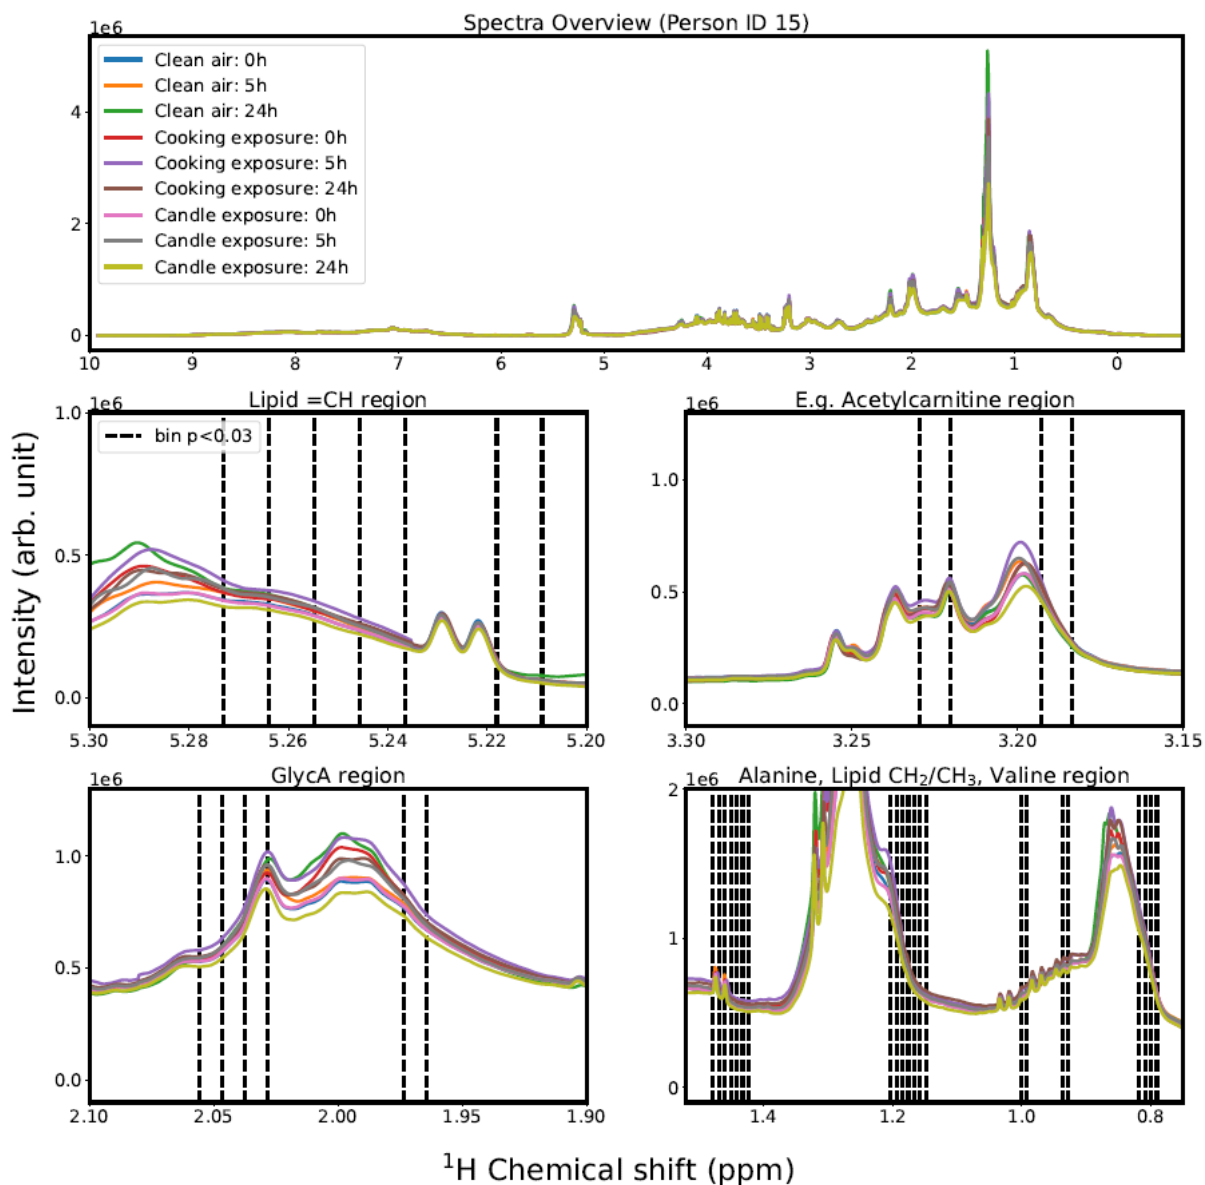 Spectra Overview (Person ID 15)
1e6
Clean air: 0h
Clean air: 5h
Clean air: 24h
Cooking exposure: 0h
Cooking exposure: 5h
Cooking exposure: 24h
Candle exposure: 0h
Candle exposure: 5h
Candle exposure: 24h
4
2
0
10 9 8 7 6 5 4 3 2 1 0
Intensity (arb. unit)
Lipid =CH region
1e6
bin p<0.03
1.0
0.5
0.0
5.30 5.28 5.26 5.24 5.22 5.20
E.g. Acetylcarnitine region
1e6
1.0
0.5
0.0
3.30 3.25 3.20 3.15
GlycA region
1e6
1.0
0.5
0.0
2.10 2.05 2.00 1.95 1.90
Alanine, Lipid CH₂/CH₃, Valine region
1e6
2
1
0
1.4 1.2 1.0 0.8
¹H Chemical shift (ppm)